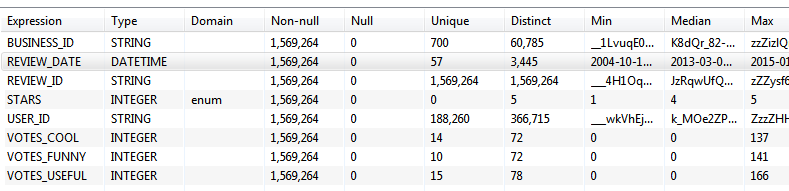 Expression Type Domain Non-null Null Unique Distinct Min Median Max
BUSINESS_ID STRING 1,569,264 0 700 60,785 __1LvuqE0... K8dQr_82-... zzZizIQ
REVIEW_DATE DATETIME 1,569,264 0 57 3,445 2004-10-1... 2013-03-0... 2015-01
REVIEW_ID STRING 1,569,264 0 1,569,264 1,569,264 ___4H1Oq... JzRqwUfQ... zZZysf6
STARS INTEGER enum 1,569,264 0 0 5 1 4 5
USER_ID STRING 1,569,264 0 188,260 366,715 ___wkVhEj... k_MOe2ZP... ZzzZHH
VOTES_COOL INTEGER 1,569,264 0 14 72 0 0 137
VOTES_FUNNY INTEGER 1,569,264 0 10 72 0 0 141
VOTES_USEFUL INTEGER 1,569,264 0 15 78 0 0 166